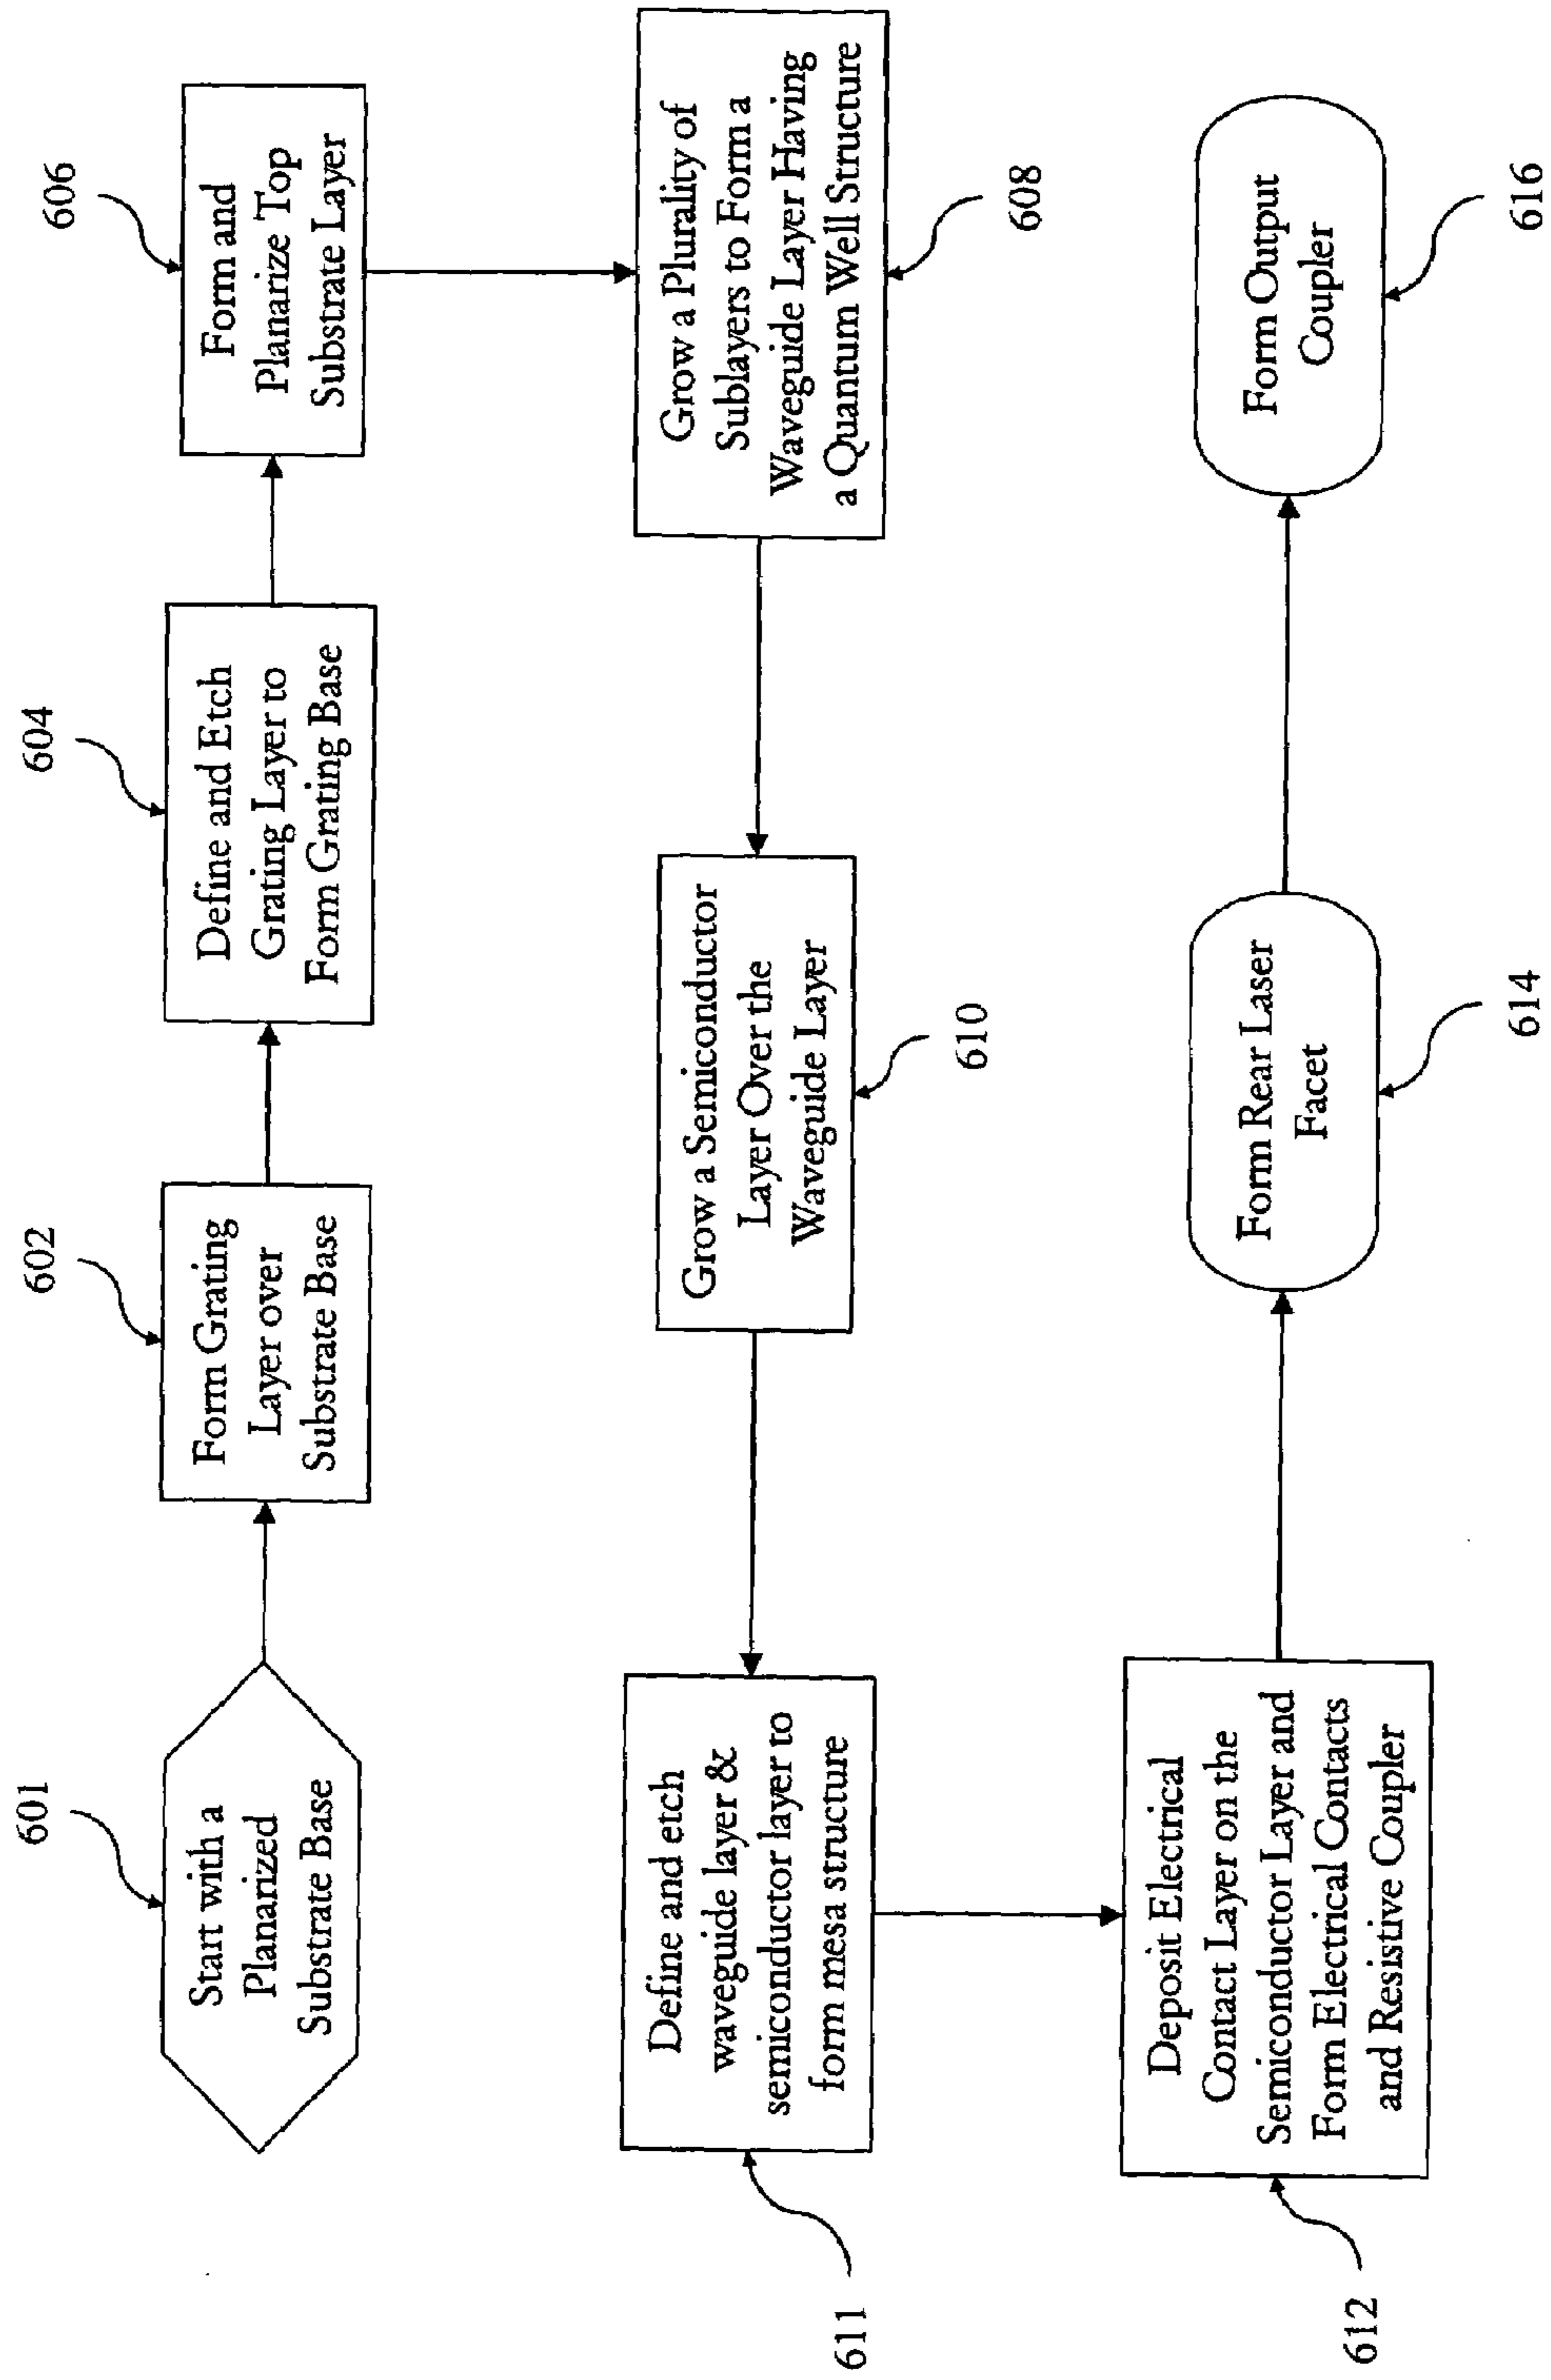 601
Start with a
Planarized
Substrate Base
602
Form Grating
Layer over
Substrate Base
604
Define and Etch
Grating Layer to
Form Grating Base
606
Form and
Planarize Top
Substrate Layer
Grow a Plurality of
Sublayers to Form a
Waveguide Layer Having
a Quantum Well Structure
608
Grow a Semiconductor
Layer Over the
Waveguide Layer
610
Define and etch
waveguide layer &
semiconductor layer to
form mesa structure
611
Deposit Electrical
Contact Layer on the
Semiconductor Layer and
Form Electrical Contacts
and Resistive Coupler
612
Form Rear Laser
Facet
614
Form Output
Coupler
616